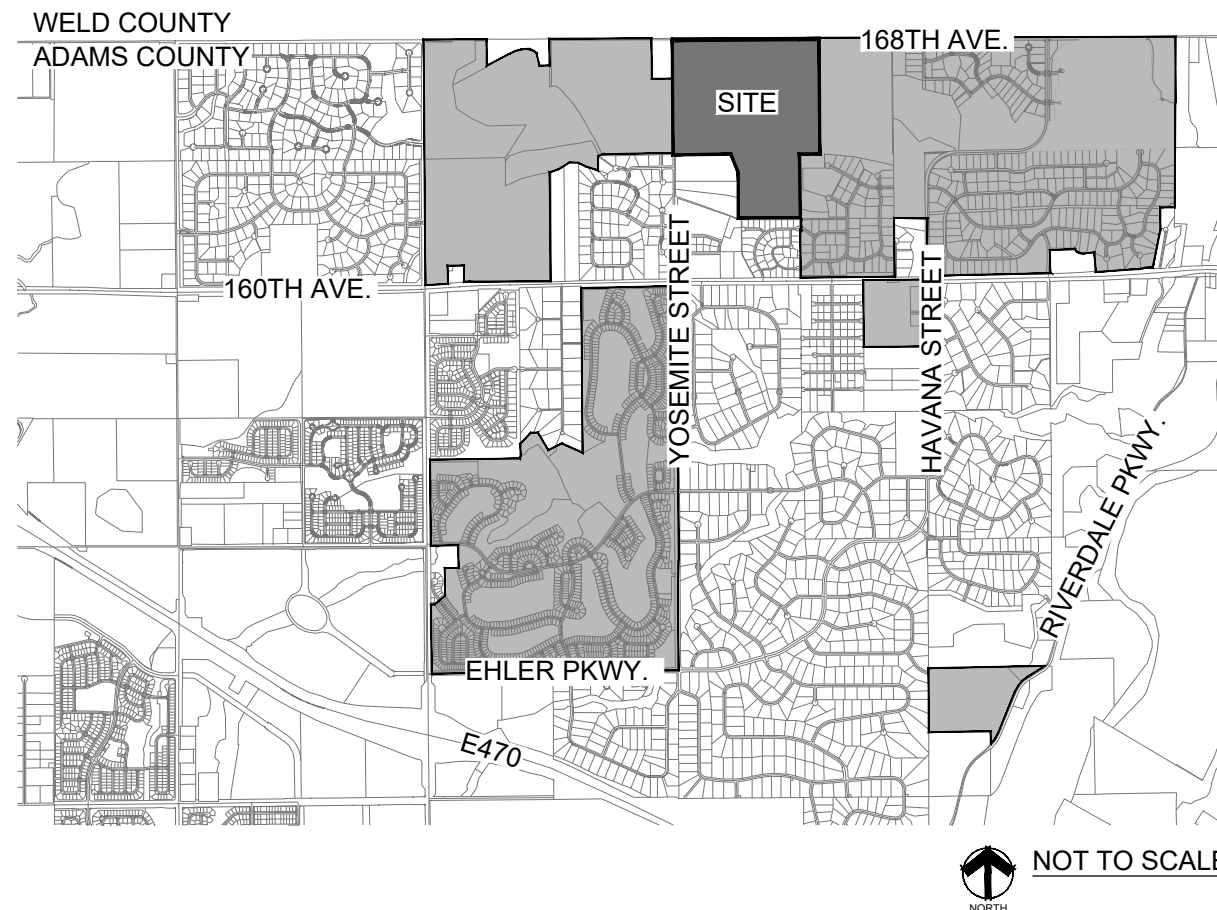 WELD COUNTY
ADAMS COUNTY
168TH AVE.
SITE
160TH AVE.
YOSEMITE STREET
HAVANA STREET
RIVERDALE PKWY.
EHLER PKWY.
E470
NOT TO SCALE
NORTH